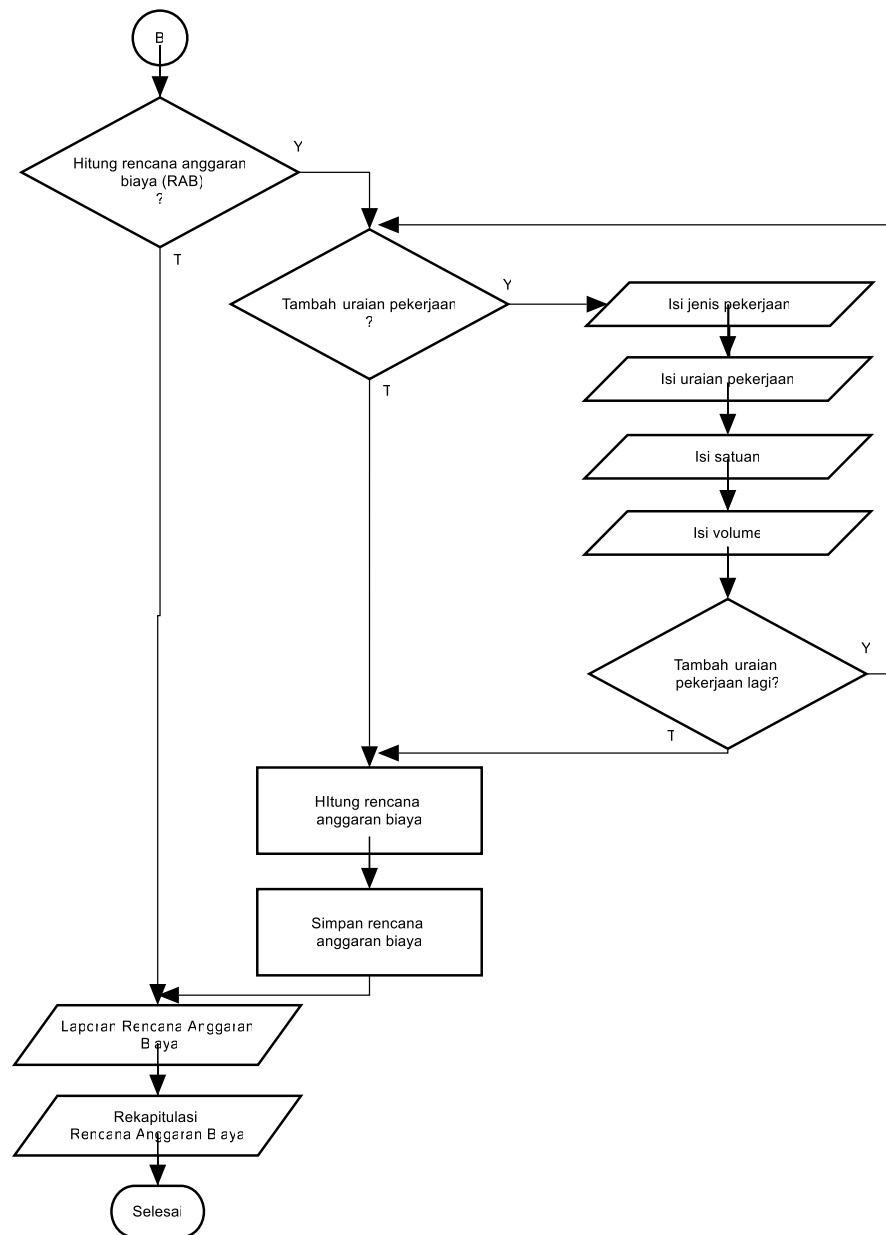 B
Hitung rencana anggaran
biaya (RAB)
?
Y
T
Tambah uraian pekerjaan
?
Y
T
Isi jenis pekerjaan
Isi uraian pekerjaan
Isi satuan
Isi volume
Tambah uraian
pekerjaan lagi?
Y
T
HItung rencana
anggaran biaya
Simpan rencana
anggaran biaya
Laporan Rencana Anggaran
Biaya
Rekapitulasi
Rencana Anggaran Biaya
Selesai